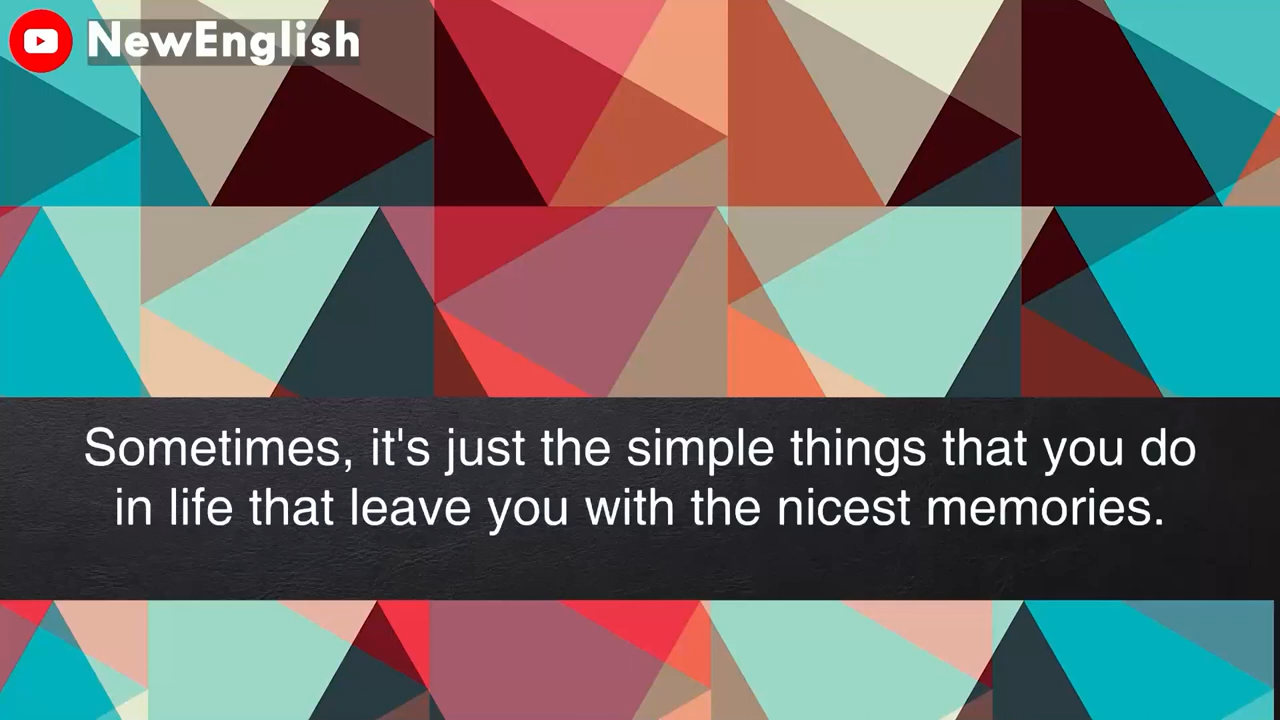 NewEnglish
Sometimes, it's just the simple things that you do
in life that leave you with the nicest memories.